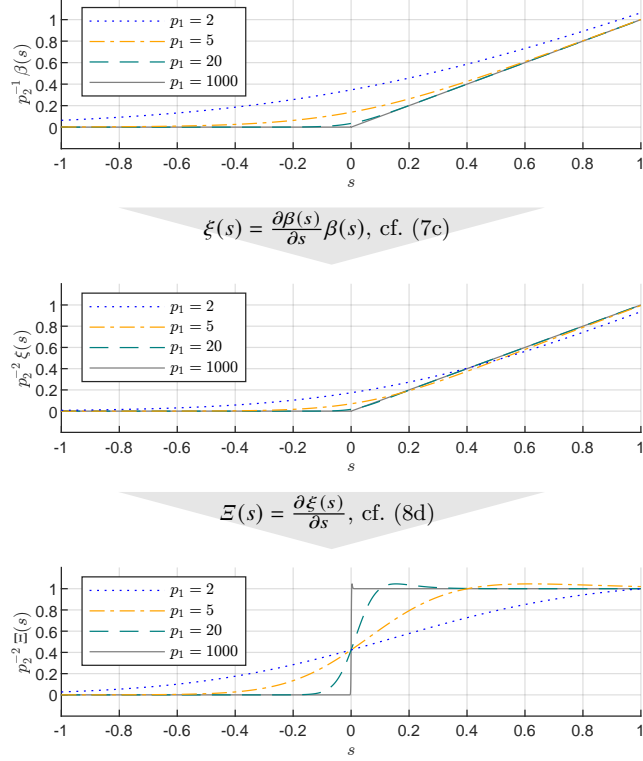 p₂⁻¹ β(s)
1
0.8
0.6
0.4
0.2
0
p₁ = 2
p₁ = 5
p₁ = 20
p₁ = 1000
-1 -0.8 -0.6 -0.4 -0.2 0 0.2 0.4 0.6 0.8 1
s
ξ(s) = ∂β(s)/∂s β(s), cf. (7c)
p₂⁻² ξ(s)
1
0.8
0.6
0.4
0.2
0
p₁ = 2
p₁ = 5
p₁ = 20
p₁ = 1000
-1 -0.8 -0.6 -0.4 -0.2 0 0.2 0.4 0.6 0.8 1
s
Ξ(s) = ∂ξ(s)/∂s, cf. (8d)
p₂⁻² Ξ(s)
1
0.8
0.6
0.4
0.2
0
p₁ = 2
p₁ = 5
p₁ = 20
p₁ = 1000
-1 -0.8 -0.6 -0.4 -0.2 0 0.2 0.4 0.6 0.8 1
s